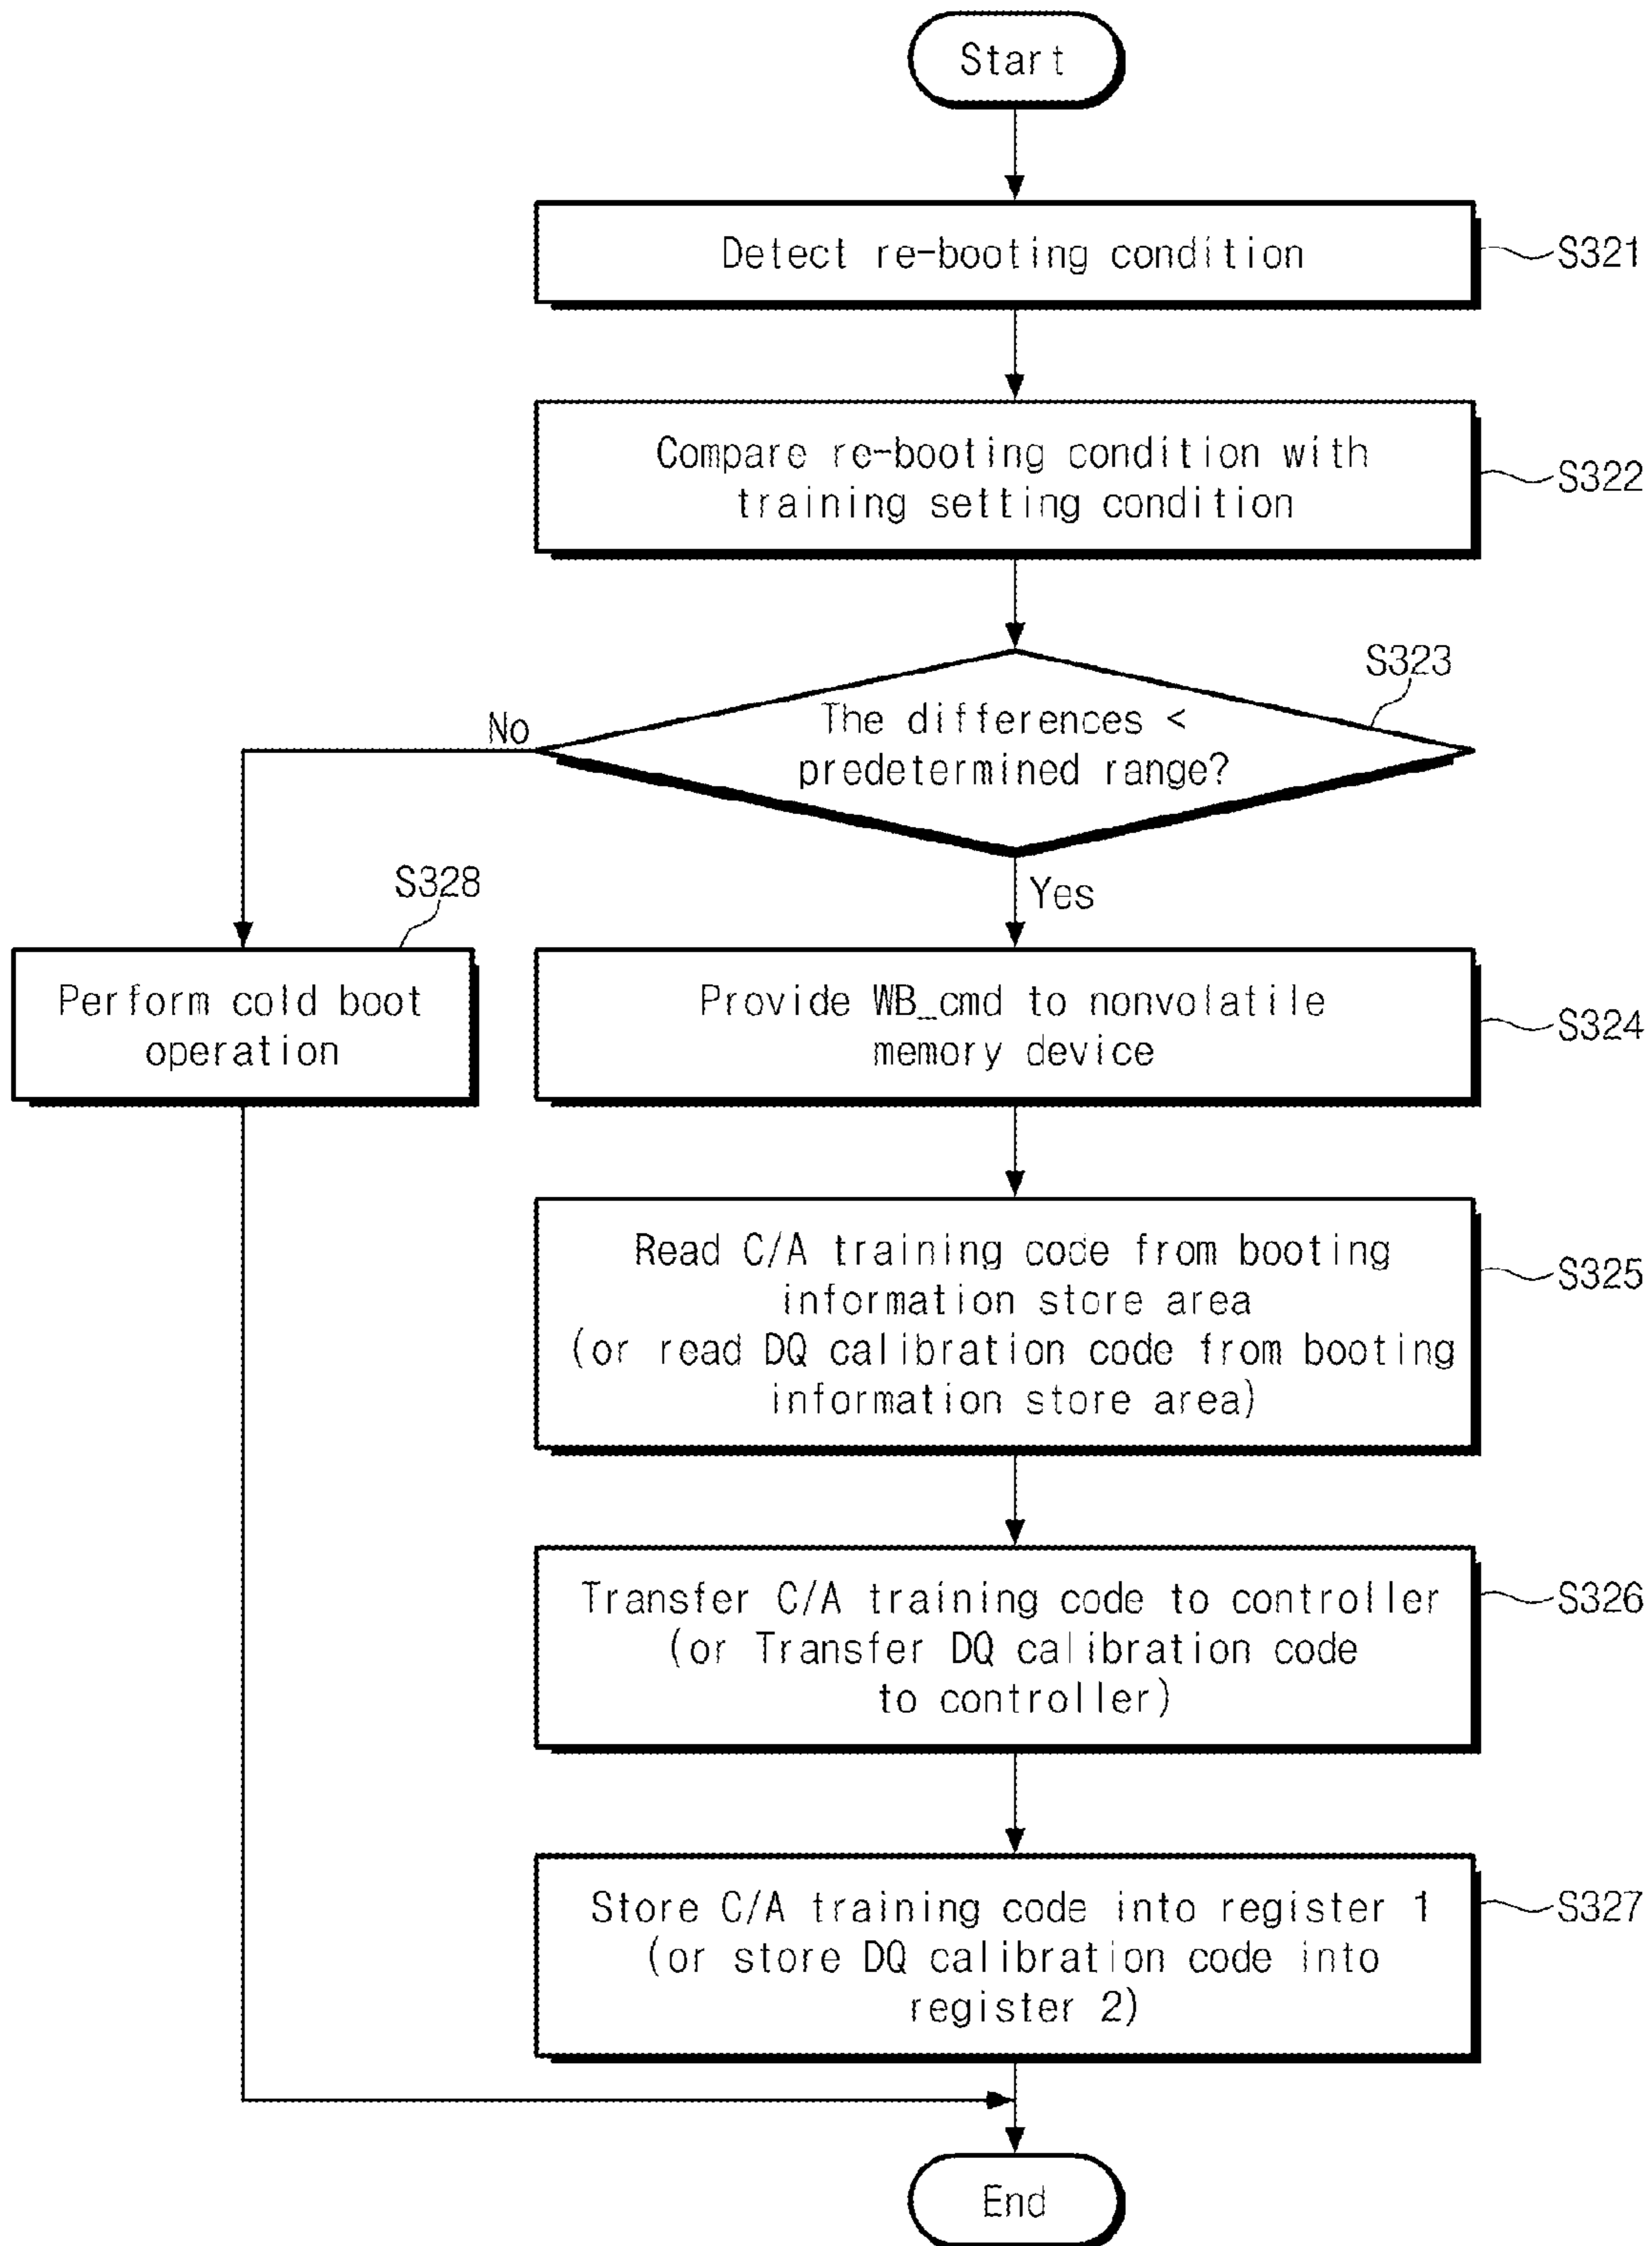 Start
Detect re-booting condition
S321
Compare re-booting condition with
training setting condition
S322
S323
The differences <
predetermined range?
No
Yes
S328
Perform cold boot
operation
Provide WB_cmd to nonvolatile
memory device
S324
Read C/A training code from booting
information store area
(or read DQ calibration code from booting
information store area)
S325
Transfer C/A training code to controller
(or Transfer DQ calibration code
to controller)
S326
Store C/A training code into register 1
(or store DQ calibration code into
register 2)
S327
End